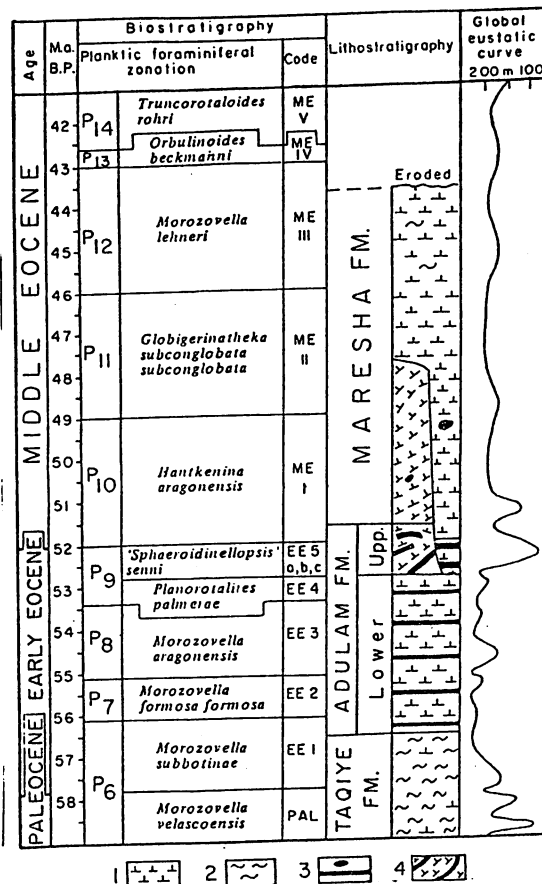 Age
M.a. B.P.
Biostratigraphy
Planktic foraminiferal zonation
Code
Lithostratigraphy
Global eustatic curve
200 m 100
MIDDLE EOCENE
EARLY EOCENE
PALEOCENE
42
43
44
45
46
47
48
49
50
51
52
53
54
55
56
57
58
P14
Truncorotaloides rohri
ME V
P13
Orbulinoides beckmanni
ME IV
P12
Morozovella lehneri
ME III
P11
Globigerinatheka subconglobata subconglobata
ME II
P10
Hantkenina aragonensis
ME I
P9
'Sphaeroidinellopsis' senni
EE 5 a,b,c
Planorotalites palmerae
EE 4
P8
Morozovella aragonensis
EE 3
P7
Morozovella formosa formosa
EE 2
P6
Morozovella subbotinae
EE 1
Morozovella velascoensis
PAL
Eroded
MARESHA FM.
ADULAM FM.
Upp.
Lower
TAQIYE FM.
1
2
3
4